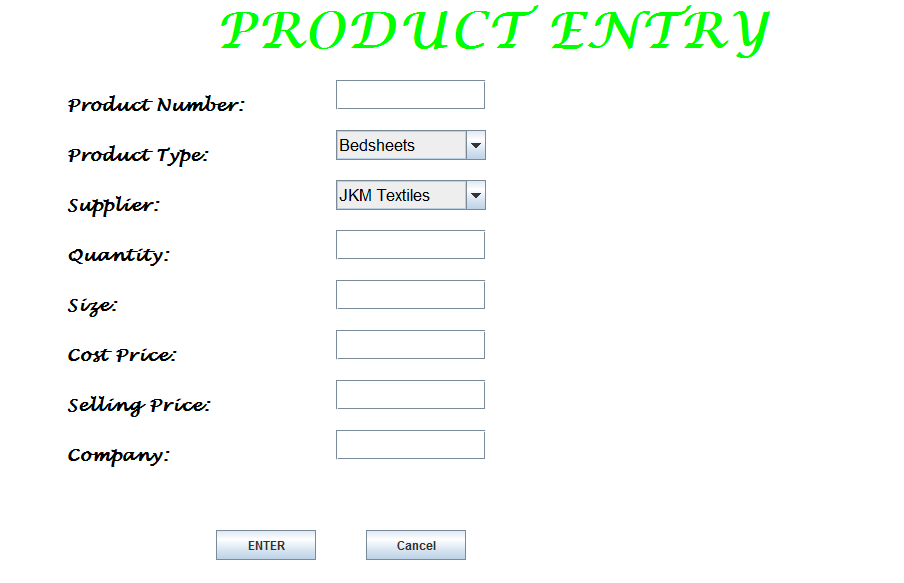 PRODUCT ENTRY
Product Number:
Product Type: Bedsheets
Supplier: JKM Textiles
Quantity:
Size:
Cost Price:
Selling Price:
Company:
ENTER Cancel